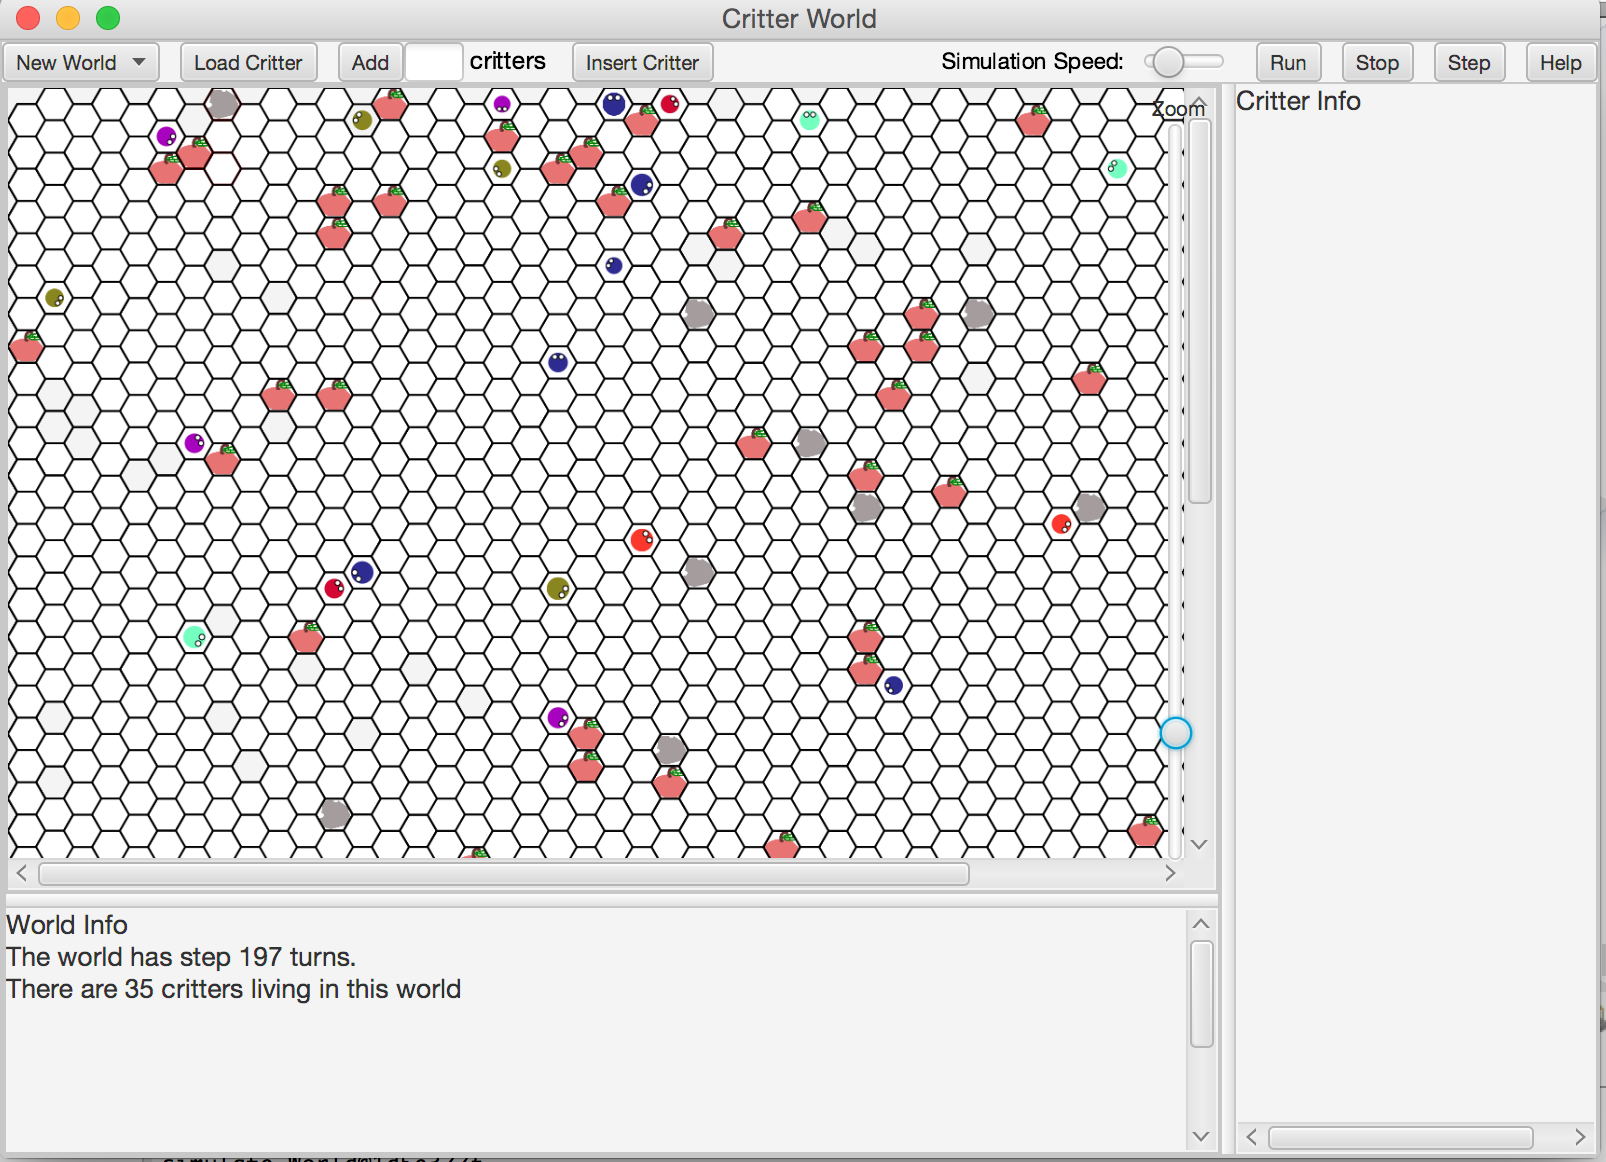 Critter World
New World Load Critter Add critters Insert Critter Simulation Speed: Run Stop Step Help
Zoom
Critter Info
World Info
The world has step 197 turns.
There are 35 critters living in this world